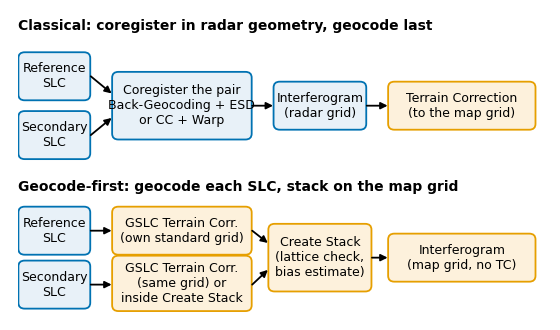 Classical: coregister in radar geometry, geocode last
Reference
SLC
Secondary
SLC
Coregister the pair
Back-Geocoding + ESD
or CC + Warp
Interferogram
(radar grid)
Terrain Correction
(to the map grid)
Geocode-first: geocode each SLC, stack on the map grid
Reference
SLC
Secondary
SLC
GSLC Terrain Corr.
(own standard grid)
GSLC Terrain Corr.
(same grid) or
inside Create Stack
Create Stack
(lattice check,
bias estimate)
Interferogram
(map grid, no TC)